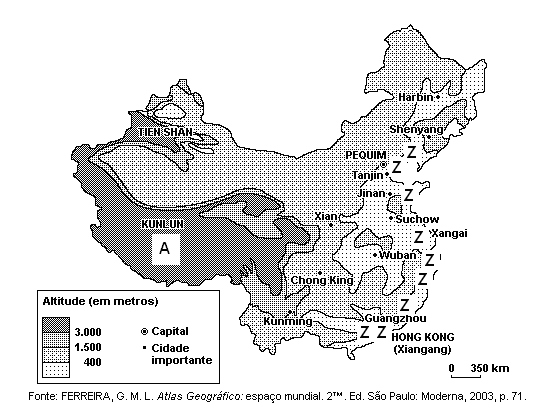 Harbin
Shenyang
TIEN SHAN
PEQUIM
Z
Z
Tanjin
Jinan
Z
Xian
Suchow
KUNLUN
Z
Xangai
A
Wuban
Z
Chong King
Z
Altitude (em metros)
3.000
1.500
400
Capital
Cidade
importante
Z
Guangzhou
Kunming
Z
Z
HONG KONG
(Xiangang)
0 350 km
Fonte: FERREIRA, G. M. L. Atlas Geográfico: espaço mundial. 2™. Ed. São Paulo: Moderna, 2003, p. 71.